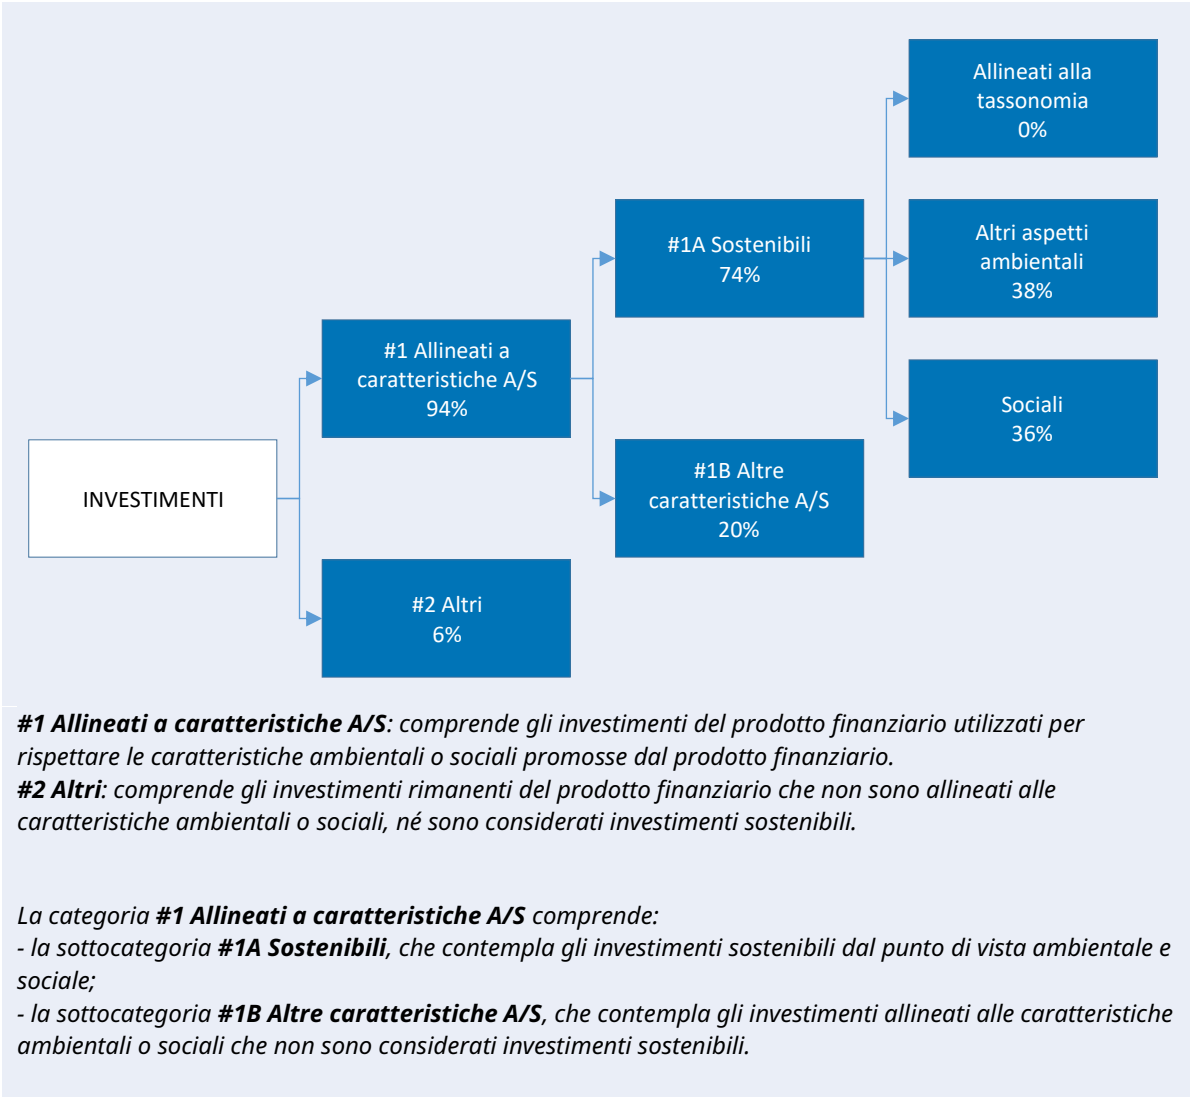 Allineati alla
tassonomia
0%
#1A Sostenibili
74%
Altri aspetti
ambientali
38%
#1 Allineati a
caratteristiche A/S
94%
Sociali
36%
INVESTIMENTI
#1B Altre
caratteristiche A/S
20%
#2 Altri
6%
#1 Allineati a caratteristiche A/S: comprende gli investimenti del prodotto finanziario utilizzati per
rispettare le caratteristiche ambientali o sociali promosse dal prodotto finanziario.
#2 Altri: comprende gli investimenti rimanenti del prodotto finanziario che non sono allineati alle
caratteristiche ambientali o sociali, né sono considerati investimenti sostenibili.
La categoria #1 Allineati a caratteristiche A/S comprende:
- la sottocategoria #1A Sostenibili, che contempla gli investimenti sostenibili dal punto di vista ambientale e
sociale;
- la sottocategoria #1B Altre caratteristiche A/S, che contempla gli investimenti allineati alle caratteristiche
ambientali o sociali che non sono considerati investimenti sostenibili.